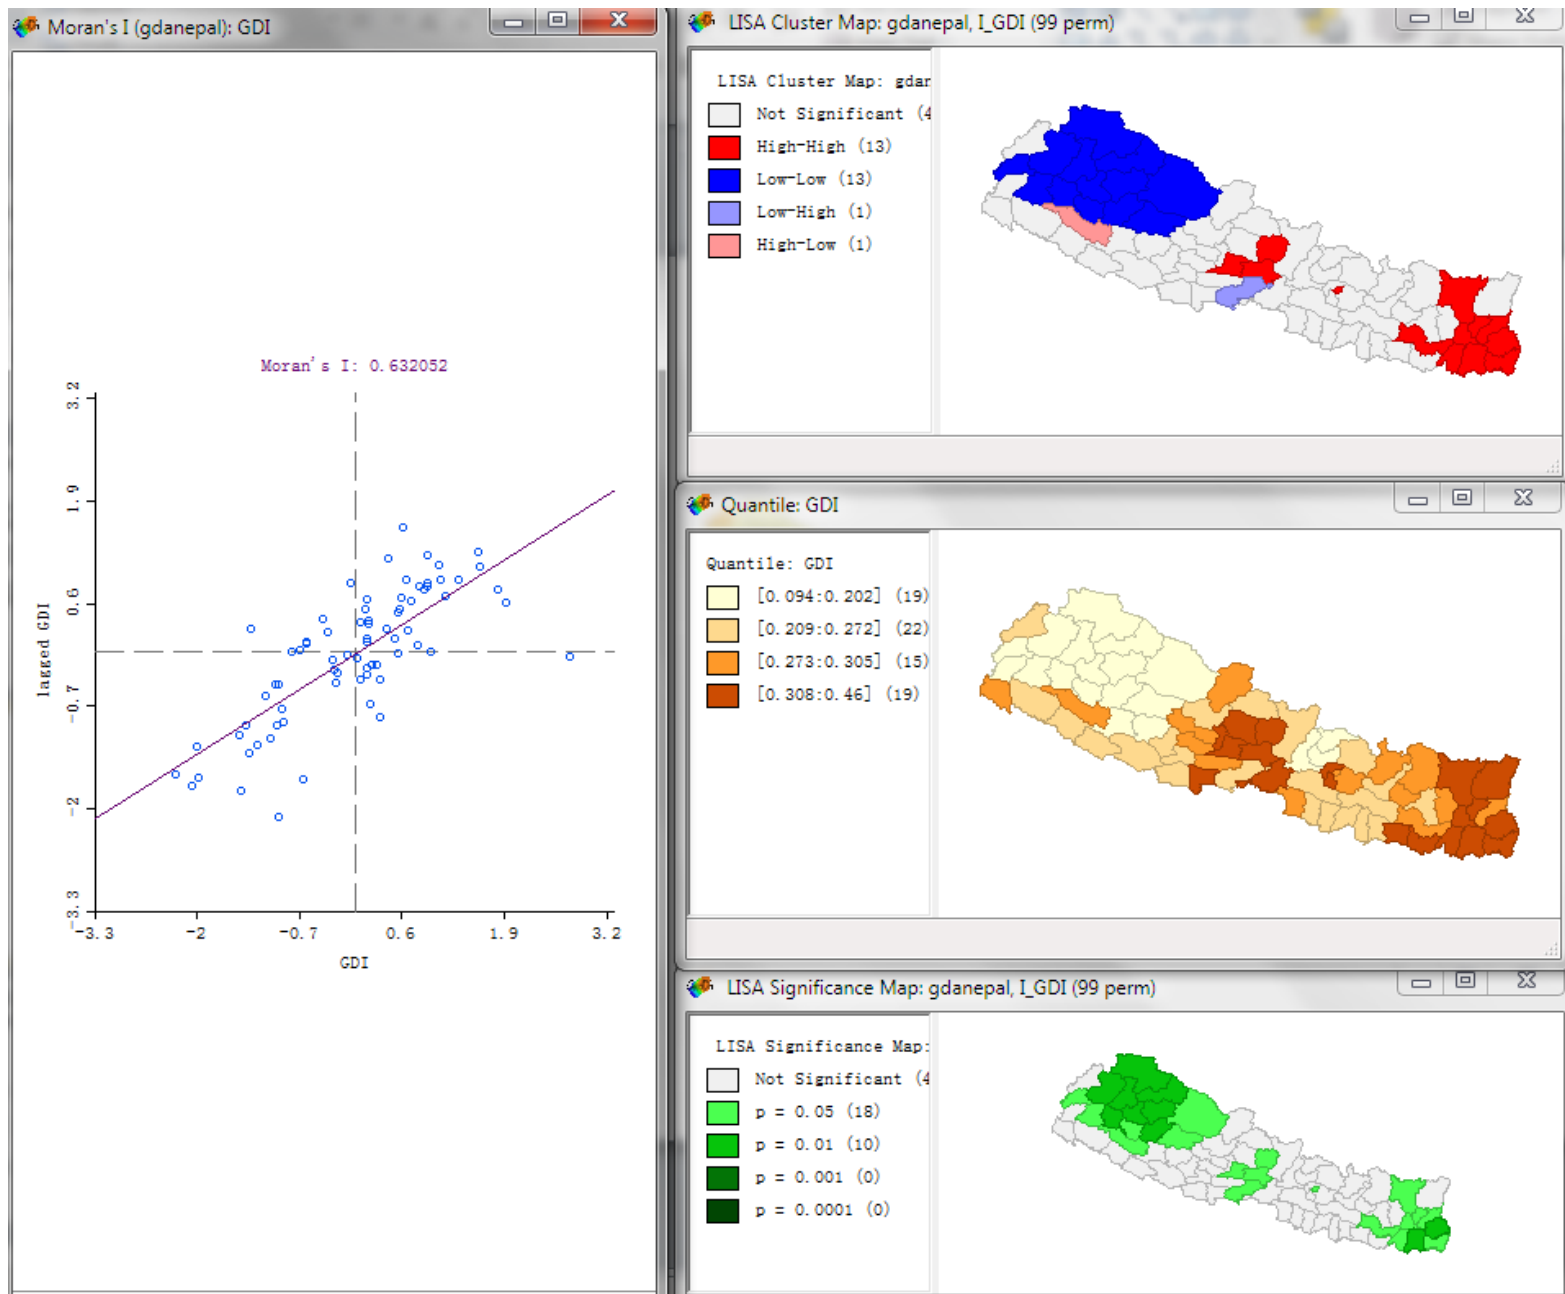 Moran's I (gdanepal): GDI
Moran's I: 0.632052
3.2
1.9
0.6
-0.7
-2
-3.3
lagged GDI
-3.3 -2 -0.7 0.6 1.9 3.2
GDI
LISA Cluster Map: gdanepal, I_GDI (99 perm)
LISA Cluster Map: gdan
Not Significant (4
High-High (13)
Low-Low (13)
Low-High (1)
High-Low (1)
Quantile: GDI
Quantile: GDI
[0.094:0.202] (19)
[0.209:0.272] (22)
[0.273:0.305] (15)
[0.308:0.46] (19)
LISA Significance Map: gdanepal, I_GDI (99 perm)
LISA Significance Map:
Not Significant (4
p = 0.05 (18)
p = 0.01 (10)
p = 0.001 (0)
p = 0.0001 (0)